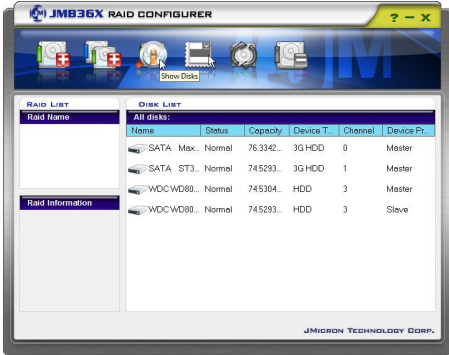 JMB36X RAID CONFIGURER
? – X
Show Disks
RAID LIST
Raid Name
Raid Information
DISK LIST
All disks:
Name Status Capacity Device T... Channel Device Pr...
SATA Max... Normal 76.3342... 3G HDD 0 Master
SATA ST3... Normal 74.5293... 3G HDD 1 Master
WDC WD80... Normal 74.5304... HDD 3 Master
WDC WD80... Normal 74.5293... HDD 3 Slave
JMICRON TECHNOLOGY CORP.